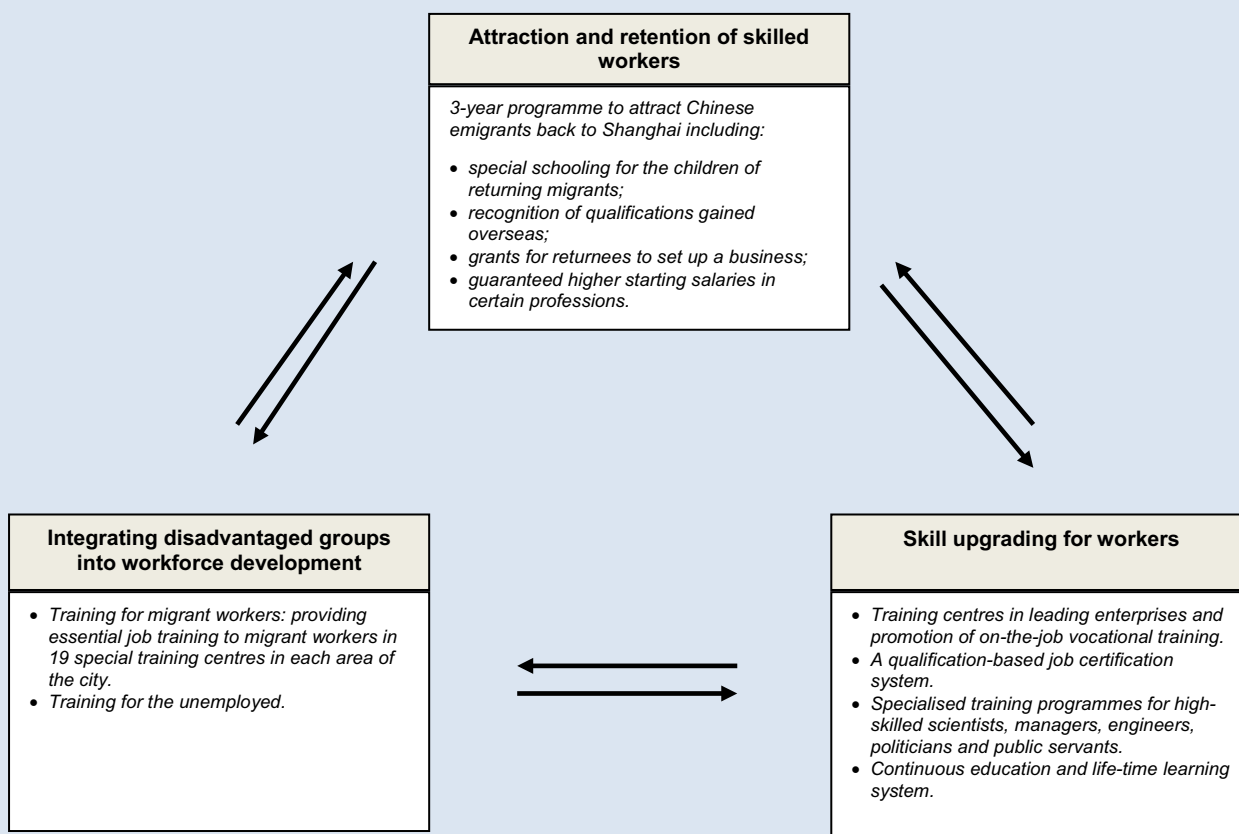 Attraction and retention of skilled
workers
3-year programme to attract Chinese
emigrants back to Shanghai including:
• special schooling for the children of
returning migrants;
• recognition of qualifications gained
overseas;
• grants for returnees to set up a business;
• guaranteed higher starting salaries in
certain professions.
Integrating disadvantaged groups
into workforce development
• Training for migrant workers: providing
essential job training to migrant workers in
19 special training centres in each area of
the city.
• Training for the unemployed.
Skill upgrading for workers
• Training centres in leading enterprises and
promotion of on-the-job vocational training.
• A qualification-based job certification
system.
• Specialised training programmes for high-
skilled scientists, managers, engineers,
politicians and public servants.
• Continuous education and life-time learning
system.